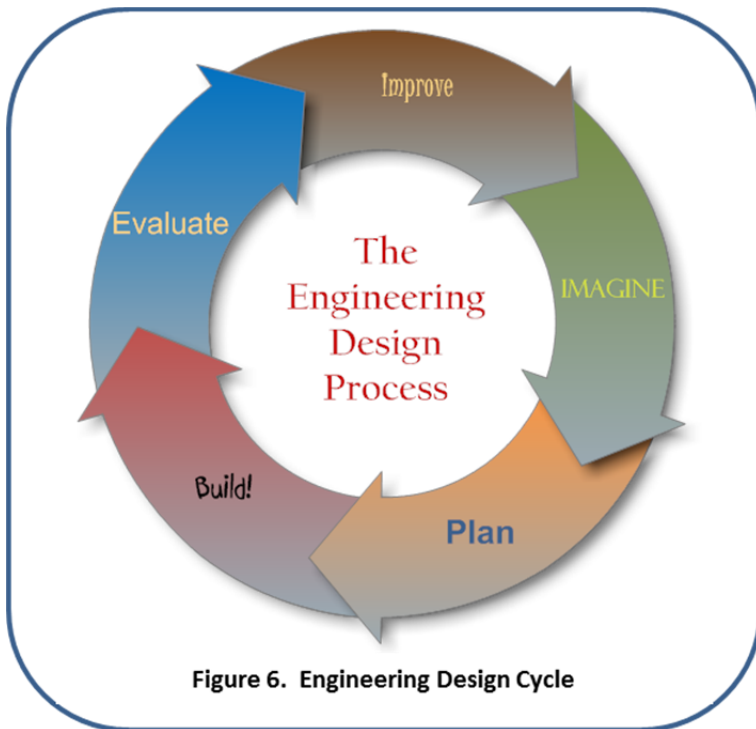 Improve
Evaluate
The
Engineering
Design
Process
IMAGINE
Build!
Plan
Figure 6.  Engineering Design Cycle